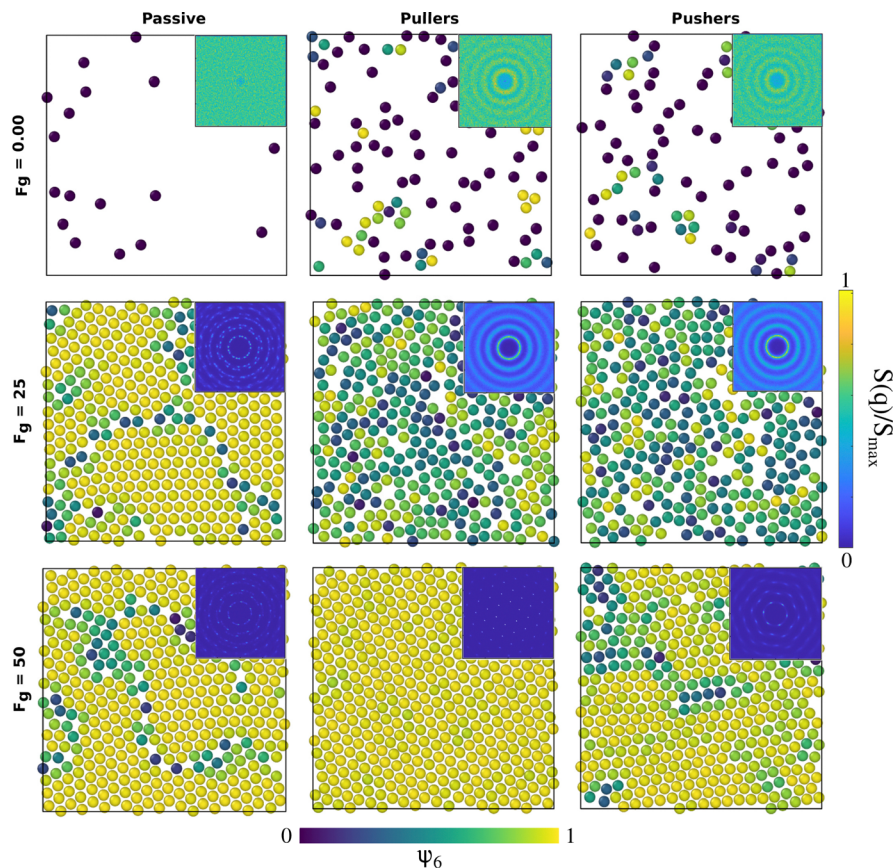 Passive Pullers Pushers
Fg = 0.00
Fg = 25
Fg = 50
1
S(q)/Smax
0
0 1
ψ6